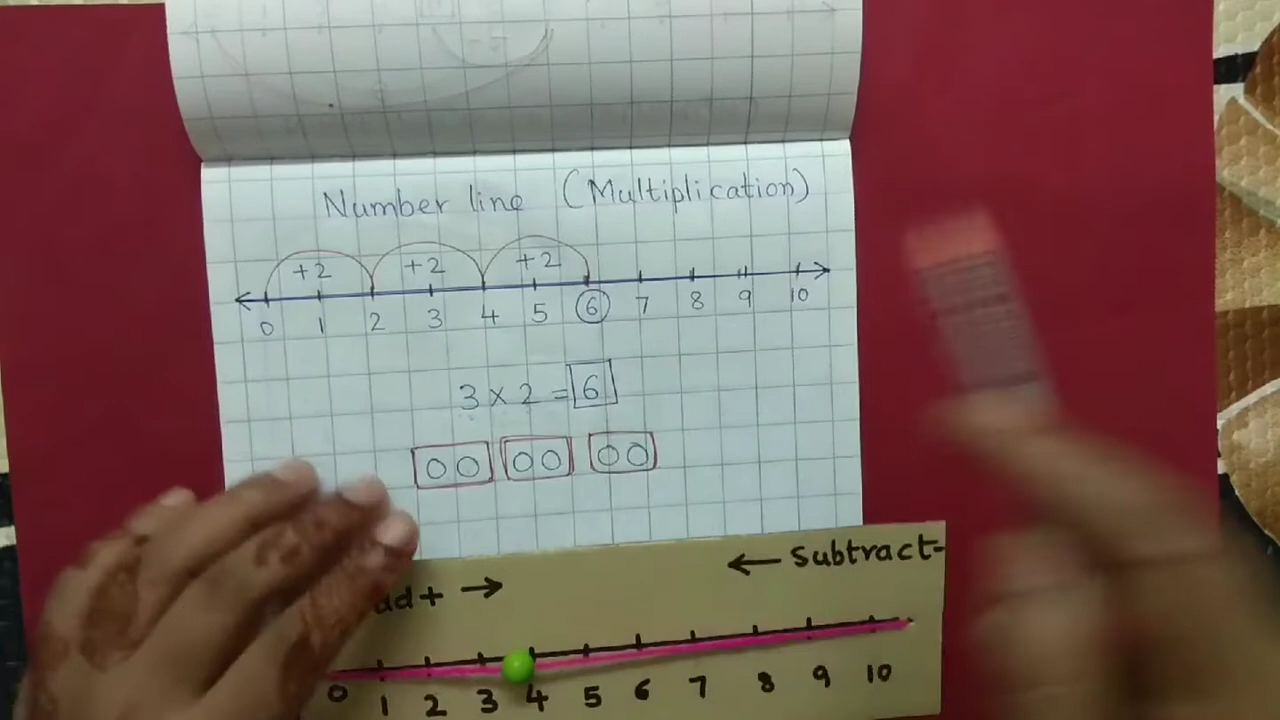 Number line (Multiplication)
+2 +2 +2
0 1 2 3 4 5 6 7 8 9 10
3 × 2 = 6
← Subtract-
+ →
0 1 2 3 4 5 6 7 8 9 10